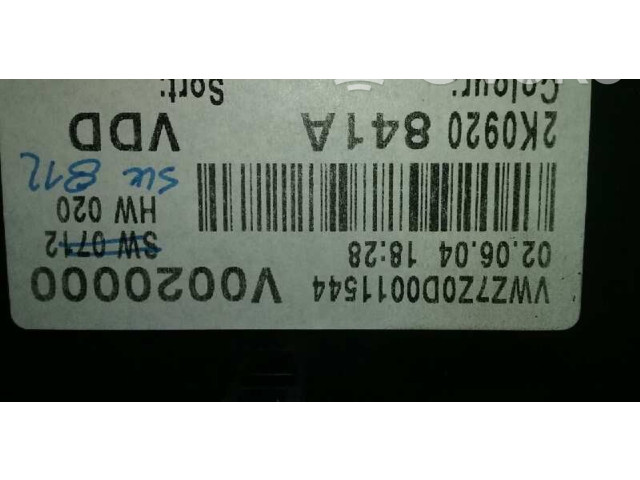 VWZ7Z0D0011544 V0020000
02.06.04 18:28 SW 0712
HW 020
SW 812
2K0920 841A VDD
Colour: Sort: